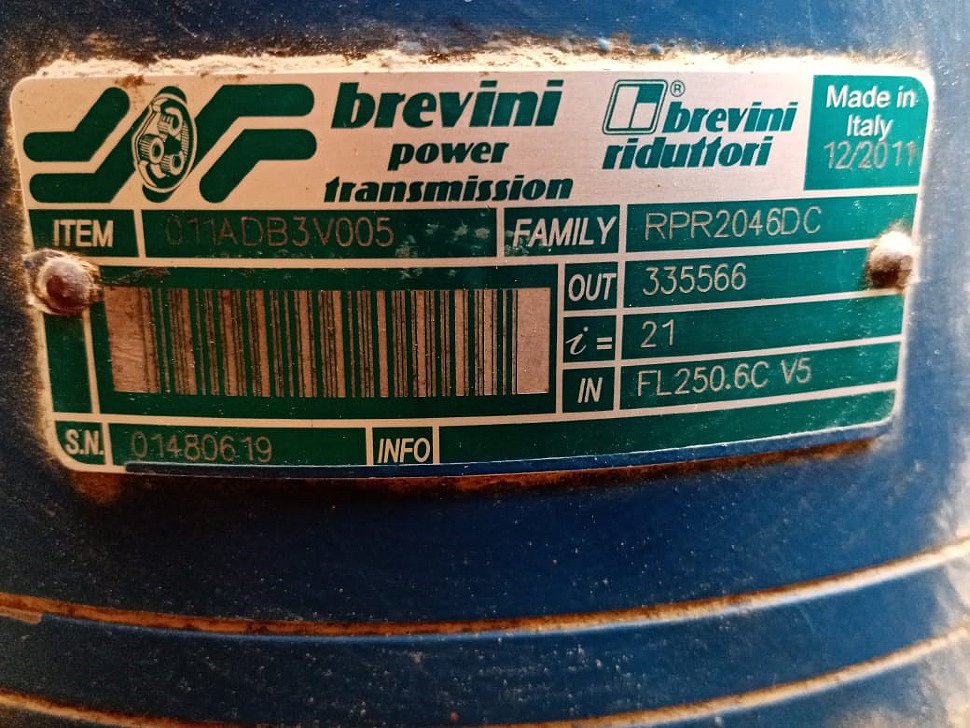 brevini
power
transmission
®
brevini
riduttori
Made in
Italy
12/2011
ITEM 011ADB3V005 FAMILY RPR2046DC
OUT 335566
i = 21
IN FL250.6C V5
S.N. 01480619 INFO